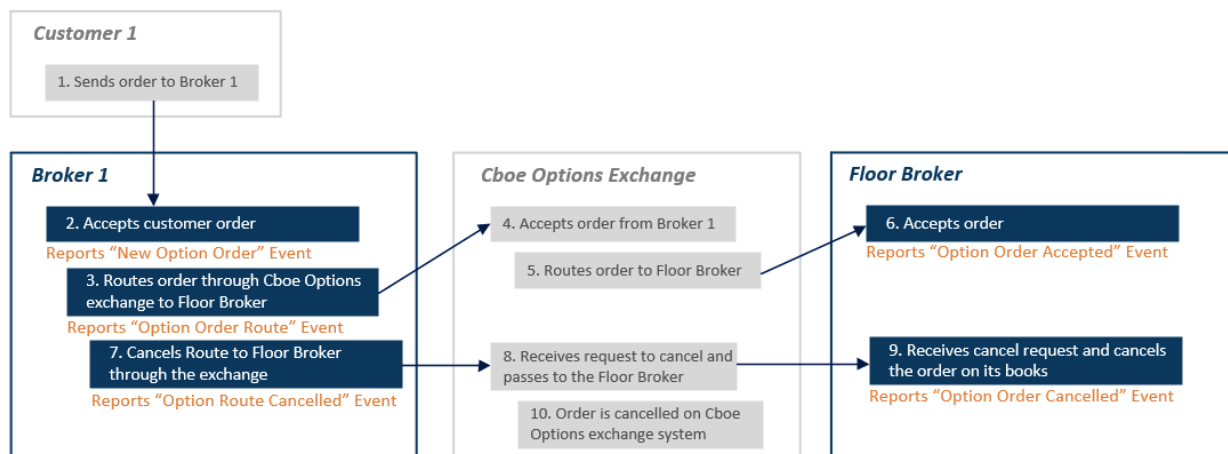 Customer 1
1. Sends order to Broker 1
Broker 1
2. Accepts customer order
Reports “New Option Order” Event
3. Routes order through Cboe Options
exchange to Floor Broker
Reports “Option Order Route” Event
7. Cancels Route to Floor Broker
through the exchange
Reports “Option Route Cancelled” Event
Cboe Options Exchange
4. Accepts order from Broker 1
5. Routes order to Floor Broker
8. Receives request to cancel and
passes to the Floor Broker
10. Order is cancelled on Cboe
Options exchange system
Floor Broker
6. Accepts order
Reports “Option Order Accepted” Event
9. Receives cancel request and cancels
the order on its books
Reports “Option Order Cancelled” Event